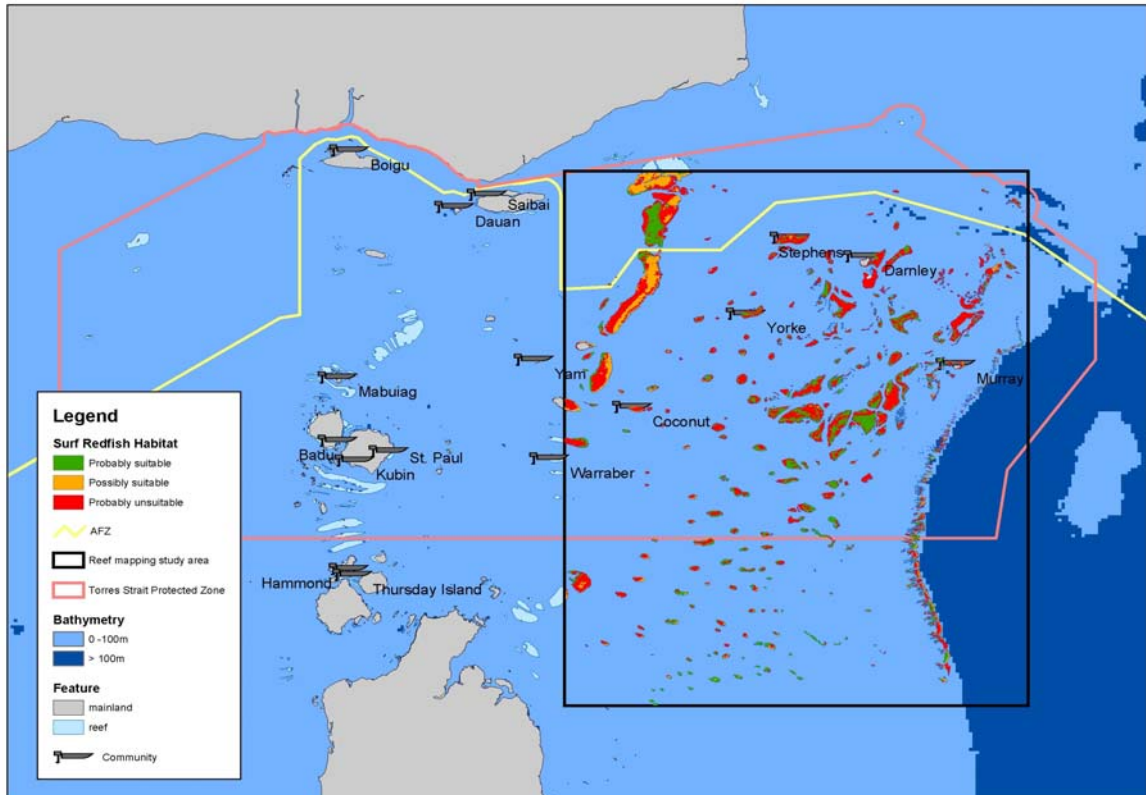 Boigu
Saibai
Dauan
Stephens
Darnley
Yorke
Yam
Mabuiag
Murray
Coconut
Badu
St. Paul
Kubin
Warraber
Hammond
Thursday Island
Legend
Surf Redfish Habitat
Probably suitable
Possibly suitable
Probably unsuitable
AFZ
Reef mapping study area
Torres Strait Protected Zone
Bathymetry
0 -100m
> 100m
Feature
mainland
reef
Community